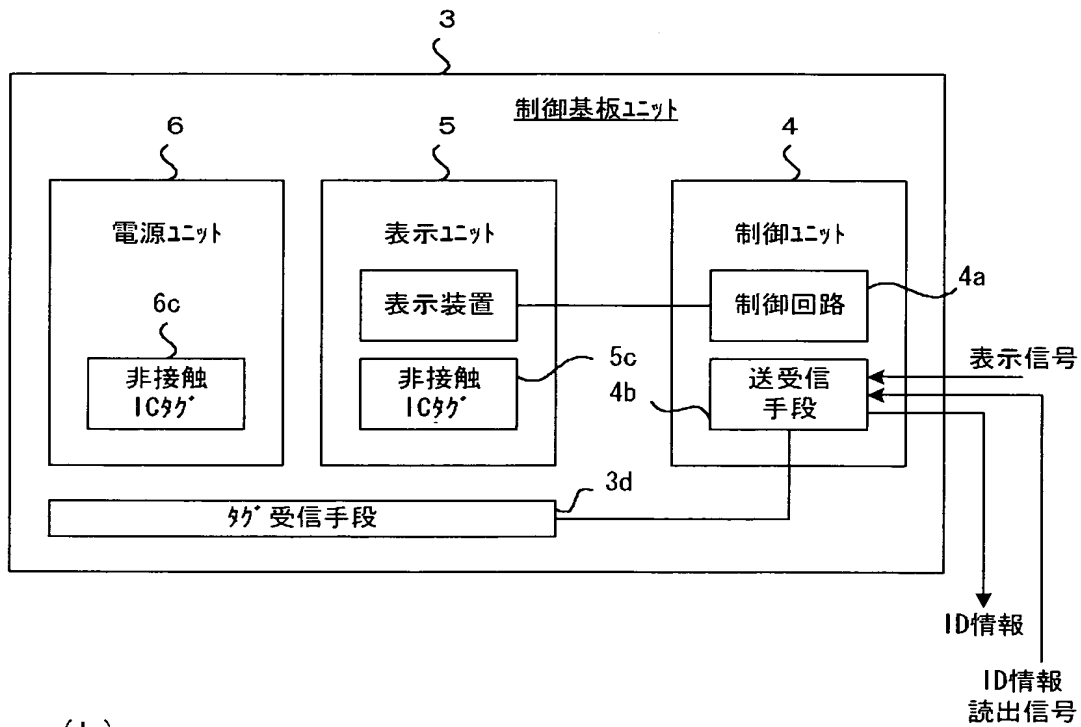 3
制御基板ユニット
6
5
4
電源ユニット
表示ユニット
制御ユニット
表示装置
制御回路
4a
6c
非接触
ICタグ
非接触
ICタグ
5c
4b
送受信
手段
表示信号
タグ受信手段
3d
ID情報
ID情報
読出信号
(b)